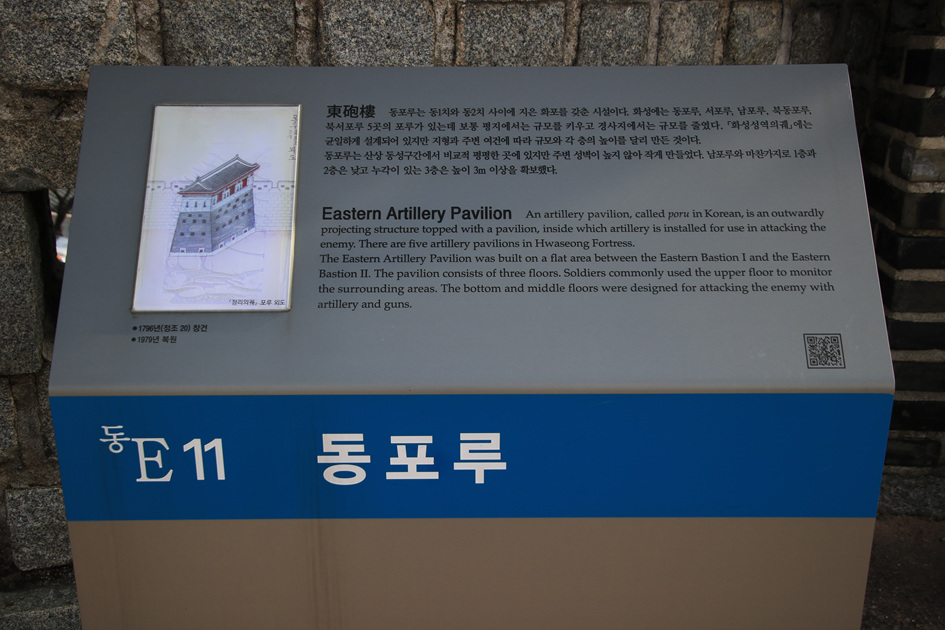 東砲樓 동포루는 동1치와 동2치 사이에 지은 화포를 갖춘 시설이다. 화성에는 동포루, 서포루, 남포루, 북동포루,
북서포루 5곳의 포루가 있는데 보통 평지에서는 규모를 키우고 경사지에서는 규모를 줄였다. 「화성성역의궤」에는
균일하게 설계되어 있지만 지형과 주변 여건에 따라 규모와 각 층의 높이를 달리 만든 것이다.
동포루는 산상 동성구간에서 비교적 평평한 곳에 있지만 주변 성벽이 높지 않아 작게 만들었다. 남포루와 마찬가지로 1층과
2층은 낮고 누각이 있는 3층은 높이 3m 이상을 확보했다.
Eastern Artillery Pavilion An artillery pavilion, called poru in Korean, is an outwardly
projecting structure topped with a pavilion, inside which artillery is installed for use in attacking the
enemy. There are five artillery pavilions in Hwaseong Fortress.
The Eastern Artillery Pavilion was built on a flat area between the Eastern Bastion I and the Eastern
Bastion II. The pavilion consists of three floors. Soldiers commonly used the upper floor to monitor
the surrounding areas. The bottom and middle floors were designed for attacking the enemy with
artillery and guns.
외도
포루 외도
●1796년(정조 20) 창건
●1979년 복원
동E11 동포루